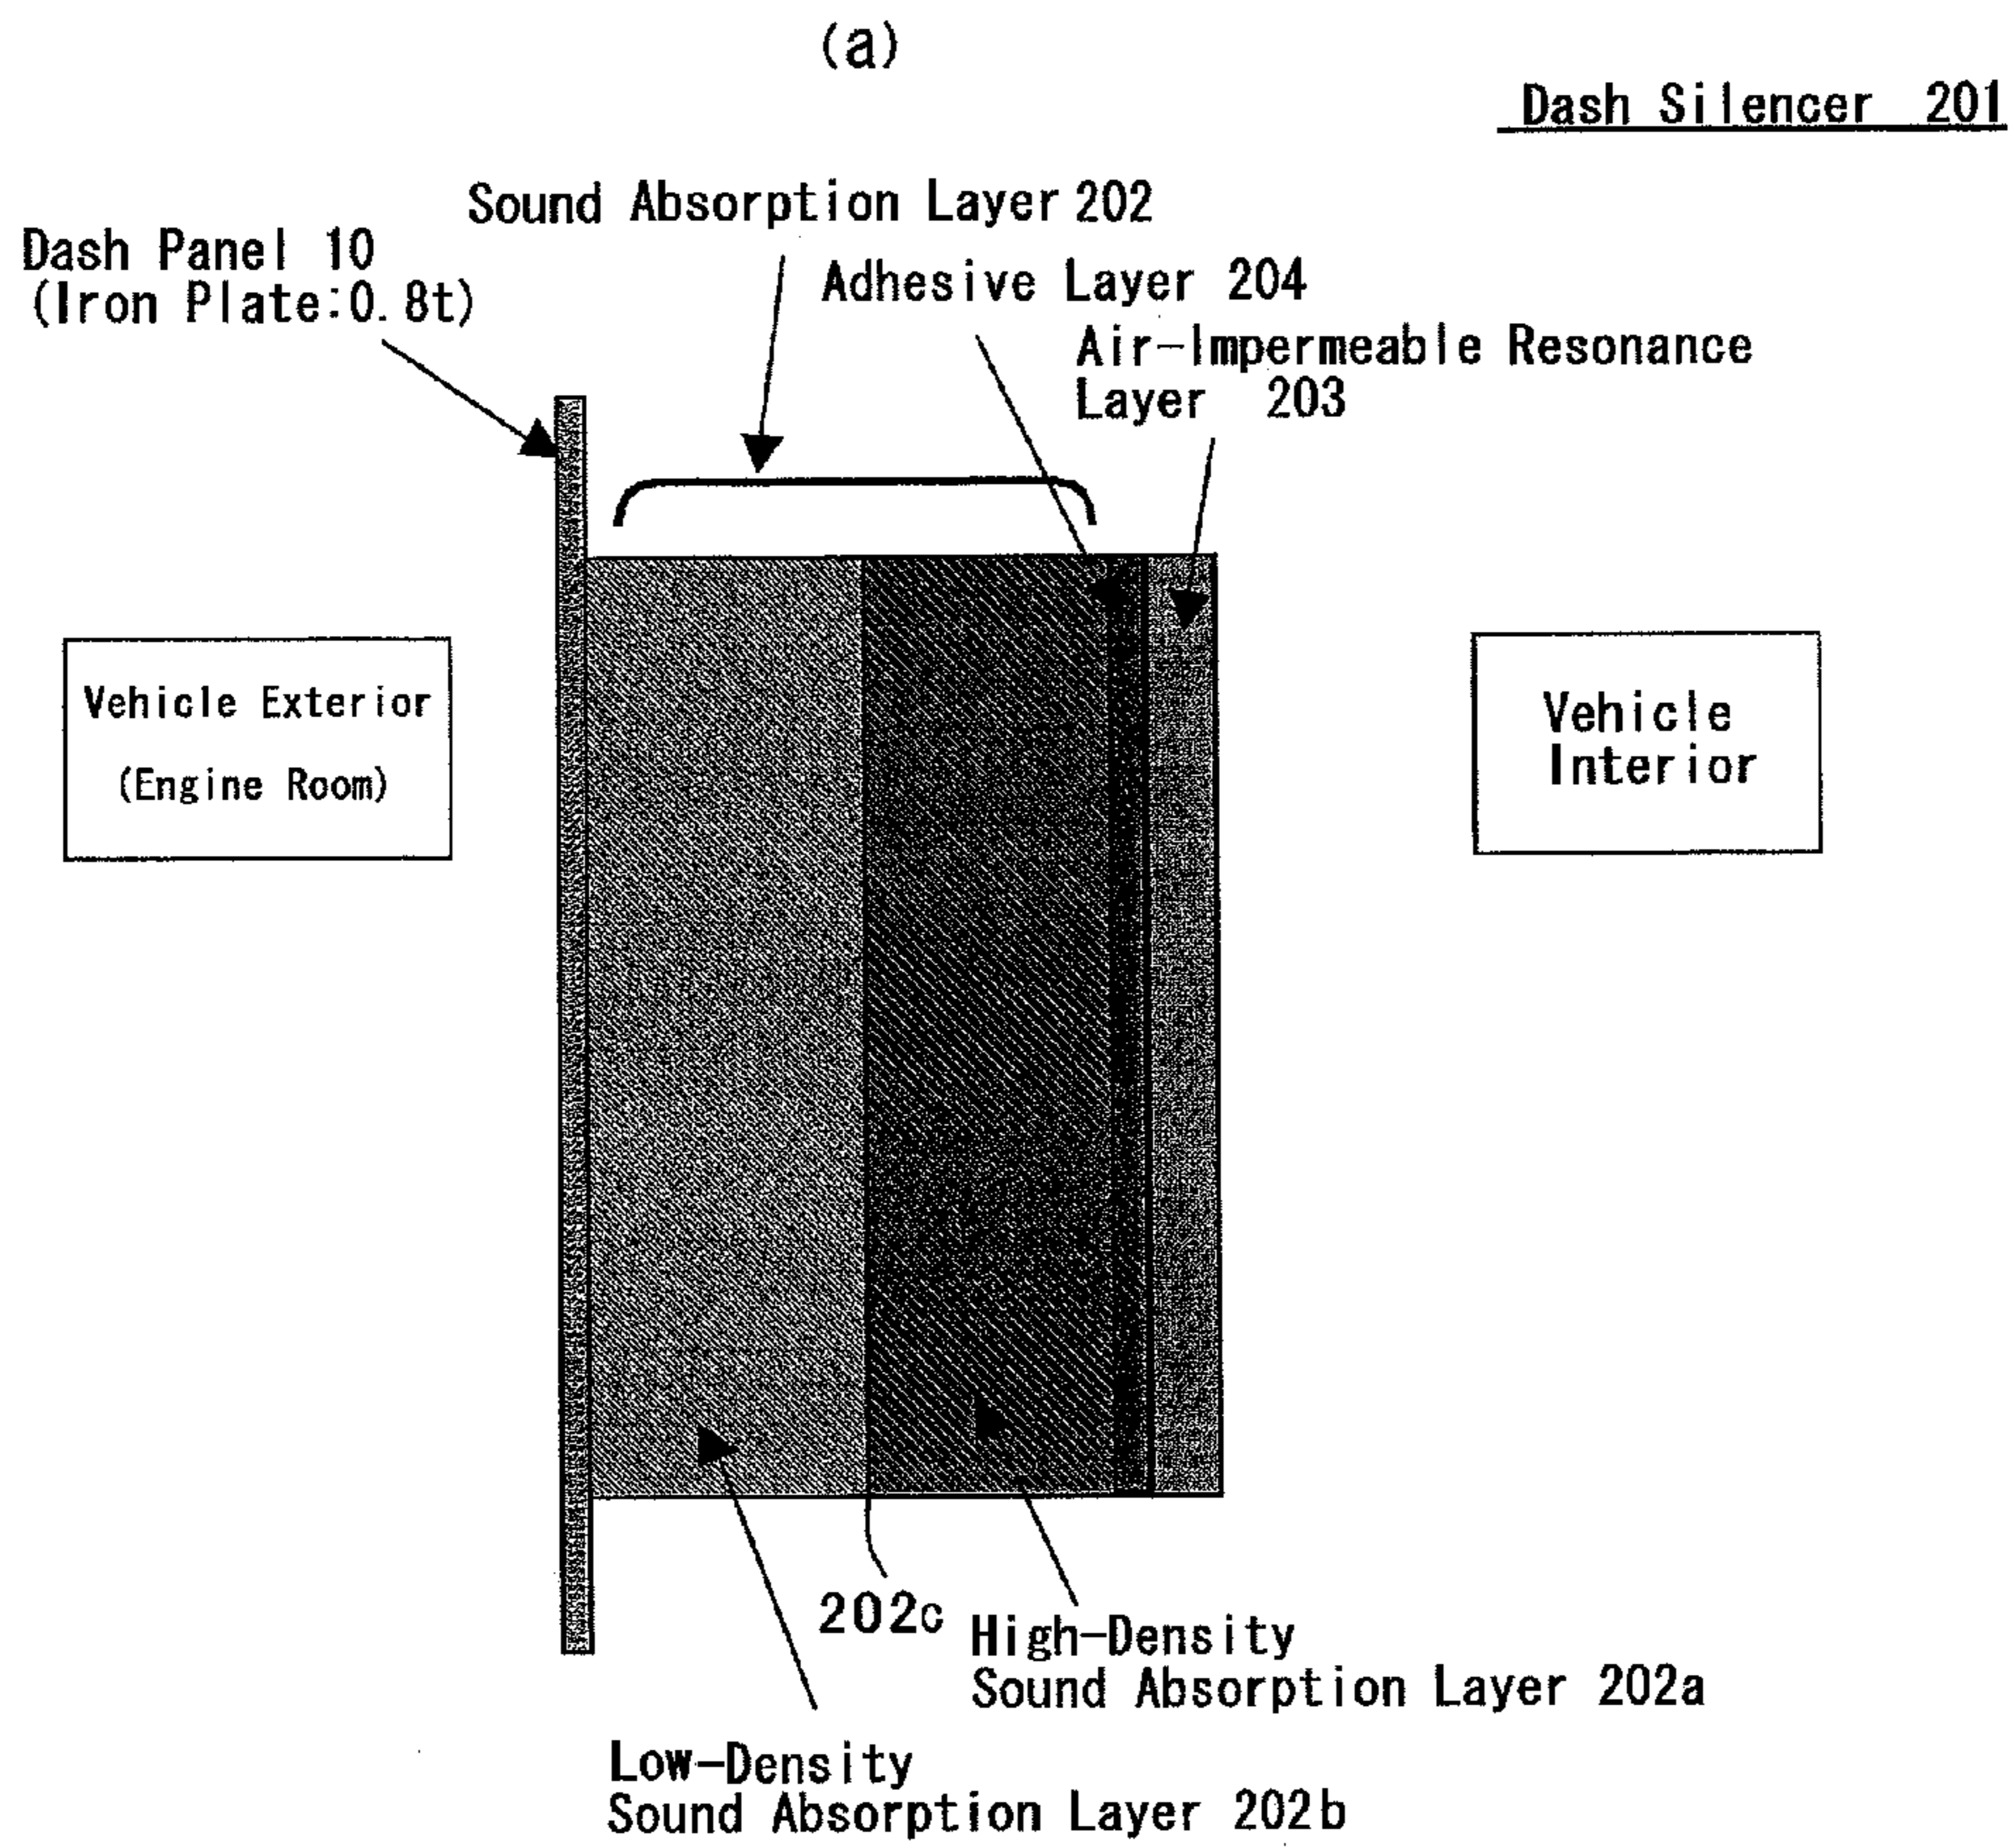 (a)
Dash Silencer 201
Sound Absorption Layer 202
Dash Panel 10
(Iron Plate:0.8t)
Adhesive Layer 204
Air-Impermeable Resonance
Layer 203
Vehicle Exterior
(Engine Room)
Vehicle
Interior
202c
High-Density
Sound Absorption Layer 202a
Low-Density
Sound Absorption Layer 202b